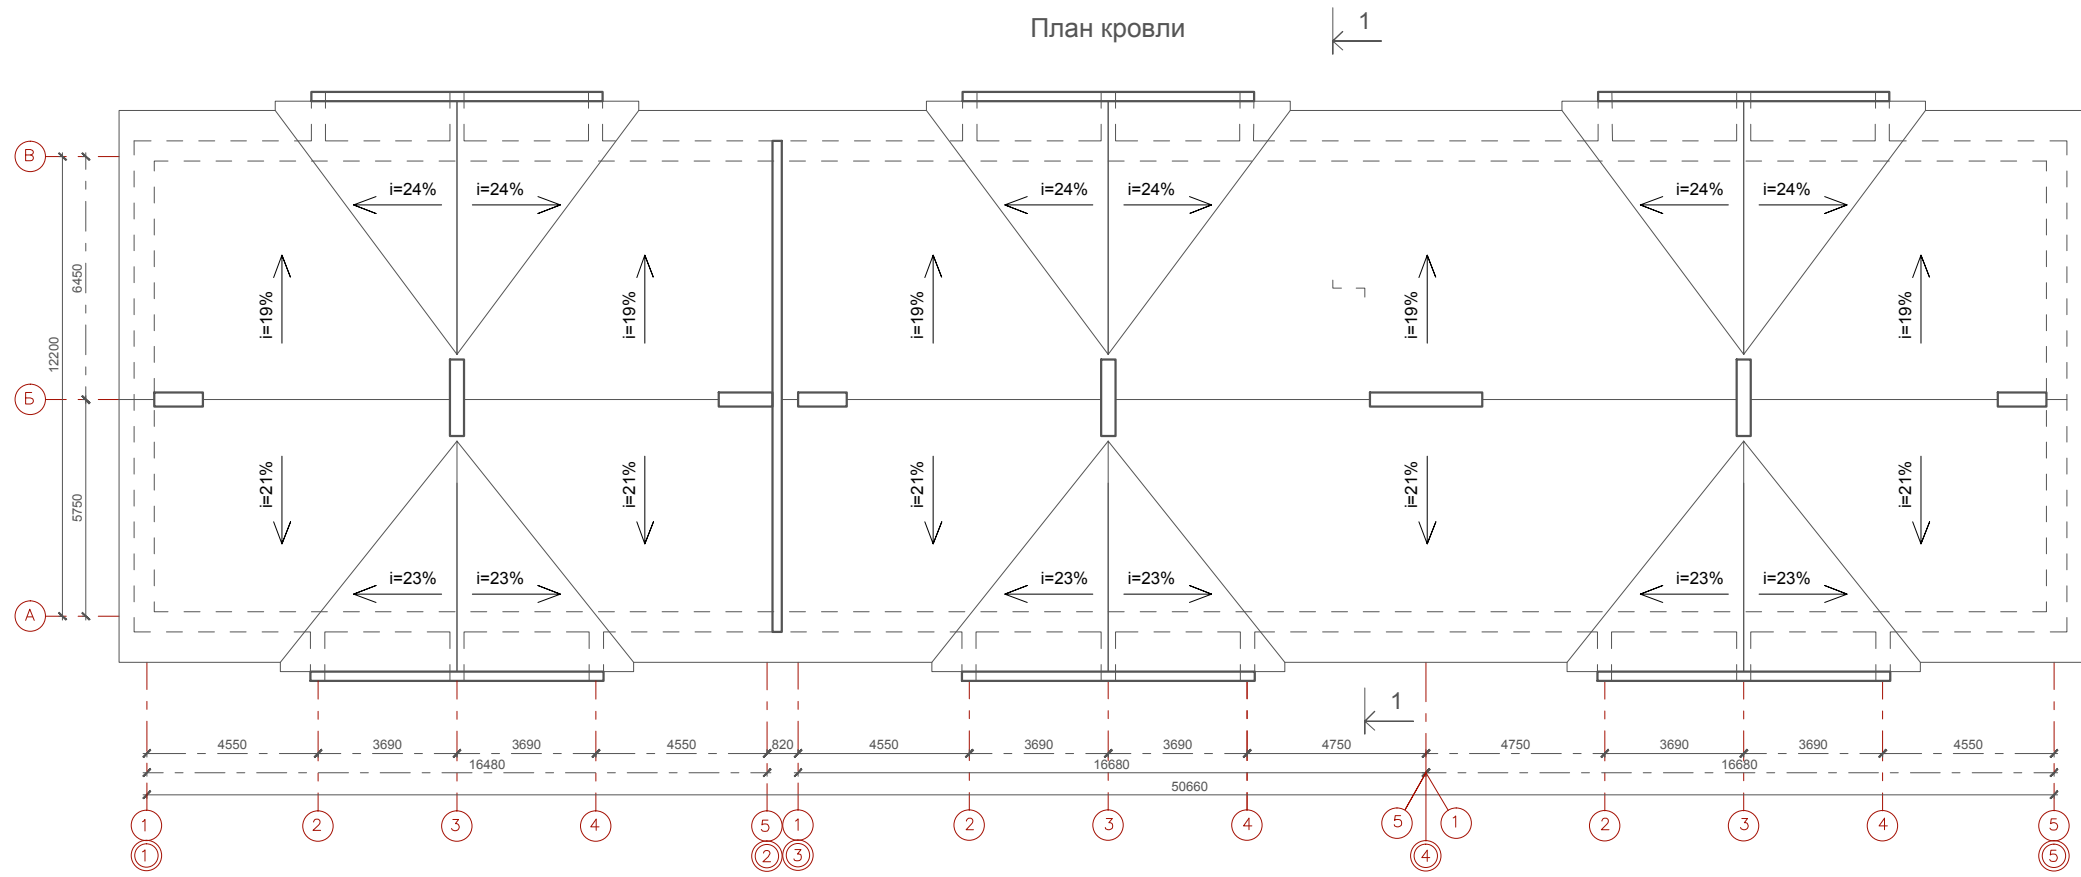 План кровли
1
В
i=24% i=24% i=24% i=24% i=24% i=24%
6450
12200
i=19% i=19% i=19% i=19% i=19%
Б
5750
i=21% i=21% i=21% i=21% i=21%
i=23% i=23% i=23% i=23% i=23% i=23%
А
1
4550 3690 3690 4550 820 4550 3690 3690 4750 4750 3690 3690 4550
16480 16680 16680
50660
1 2 3 4 5 1 2 3 4 5 1 2 3 4 5
1 2 3 4 5